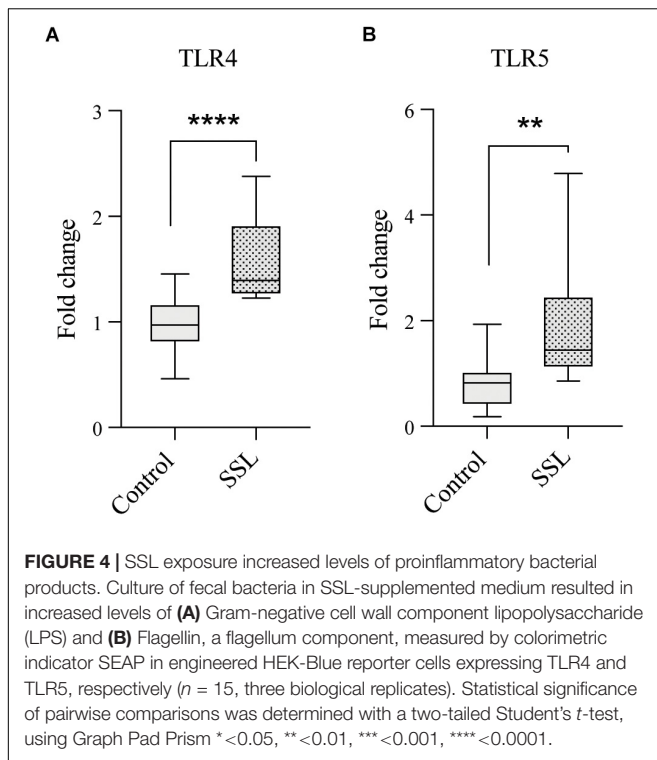 A
TLR4
Fold change
3
2
1
0
****
Control
SSL
B
TLR5
Fold change
6
4
2
0
**
Control
SSL
FIGURE 4 | SSL exposure increased levels of proinflammatory bacterial
products. Culture of fecal bacteria in SSL-supplemented medium resulted in
increased levels of (A) Gram-negative cell wall component lipopolysaccharide
(LPS) and (B) Flagellin, a flagellum component, measured by colorimetric
indicator SEAP in engineered HEK-Blue reporter cells expressing TLR4 and
TLR5, respectively (n = 15, three biological replicates). Statistical significance
of pairwise comparisons was determined with a two-tailed Student’s t-test,
using Graph Pad Prism *<0.05, **<0.01, ***<0.001, ****<0.0001.